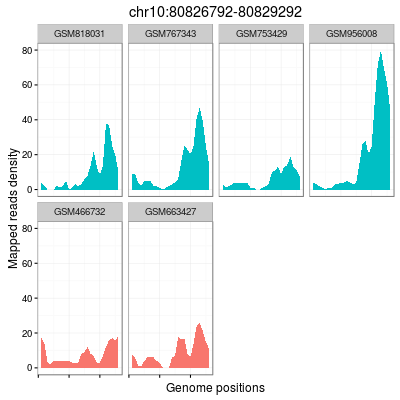 chr10:80826792-80829292
GSM818031 GSM767343 GSM753429 GSM956008
80
60
40
20
0
GSM466732 GSM663427
80
60
40
20
0
Mapped reads density
Genome positions